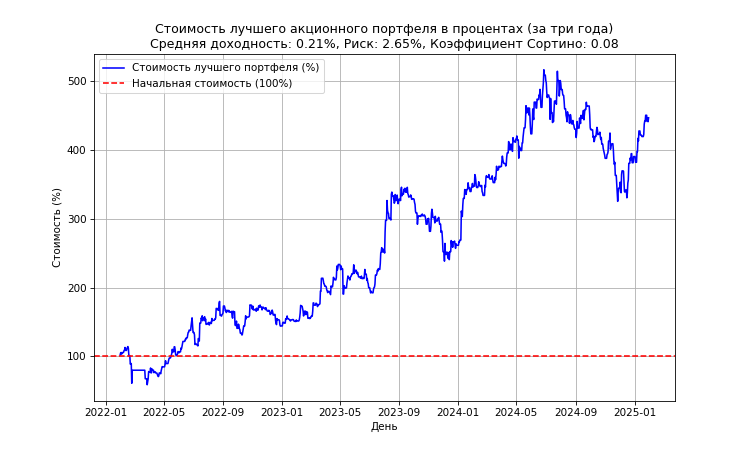 Стоимость лучшего акционного портфеля в процентах (за три года)
Средняя доходность: 0.21%, Риск: 2.65%, Коэффициент Сортино: 0.08
Стоимость лучшего портфеля (%)
Начальная стоимость (100%)
Стоимость (%)
500
400
300
200
100
2022-01 2022-05 2022-09 2023-01 2023-05 2023-09 2024-01 2024-05 2024-09 2025-01
День